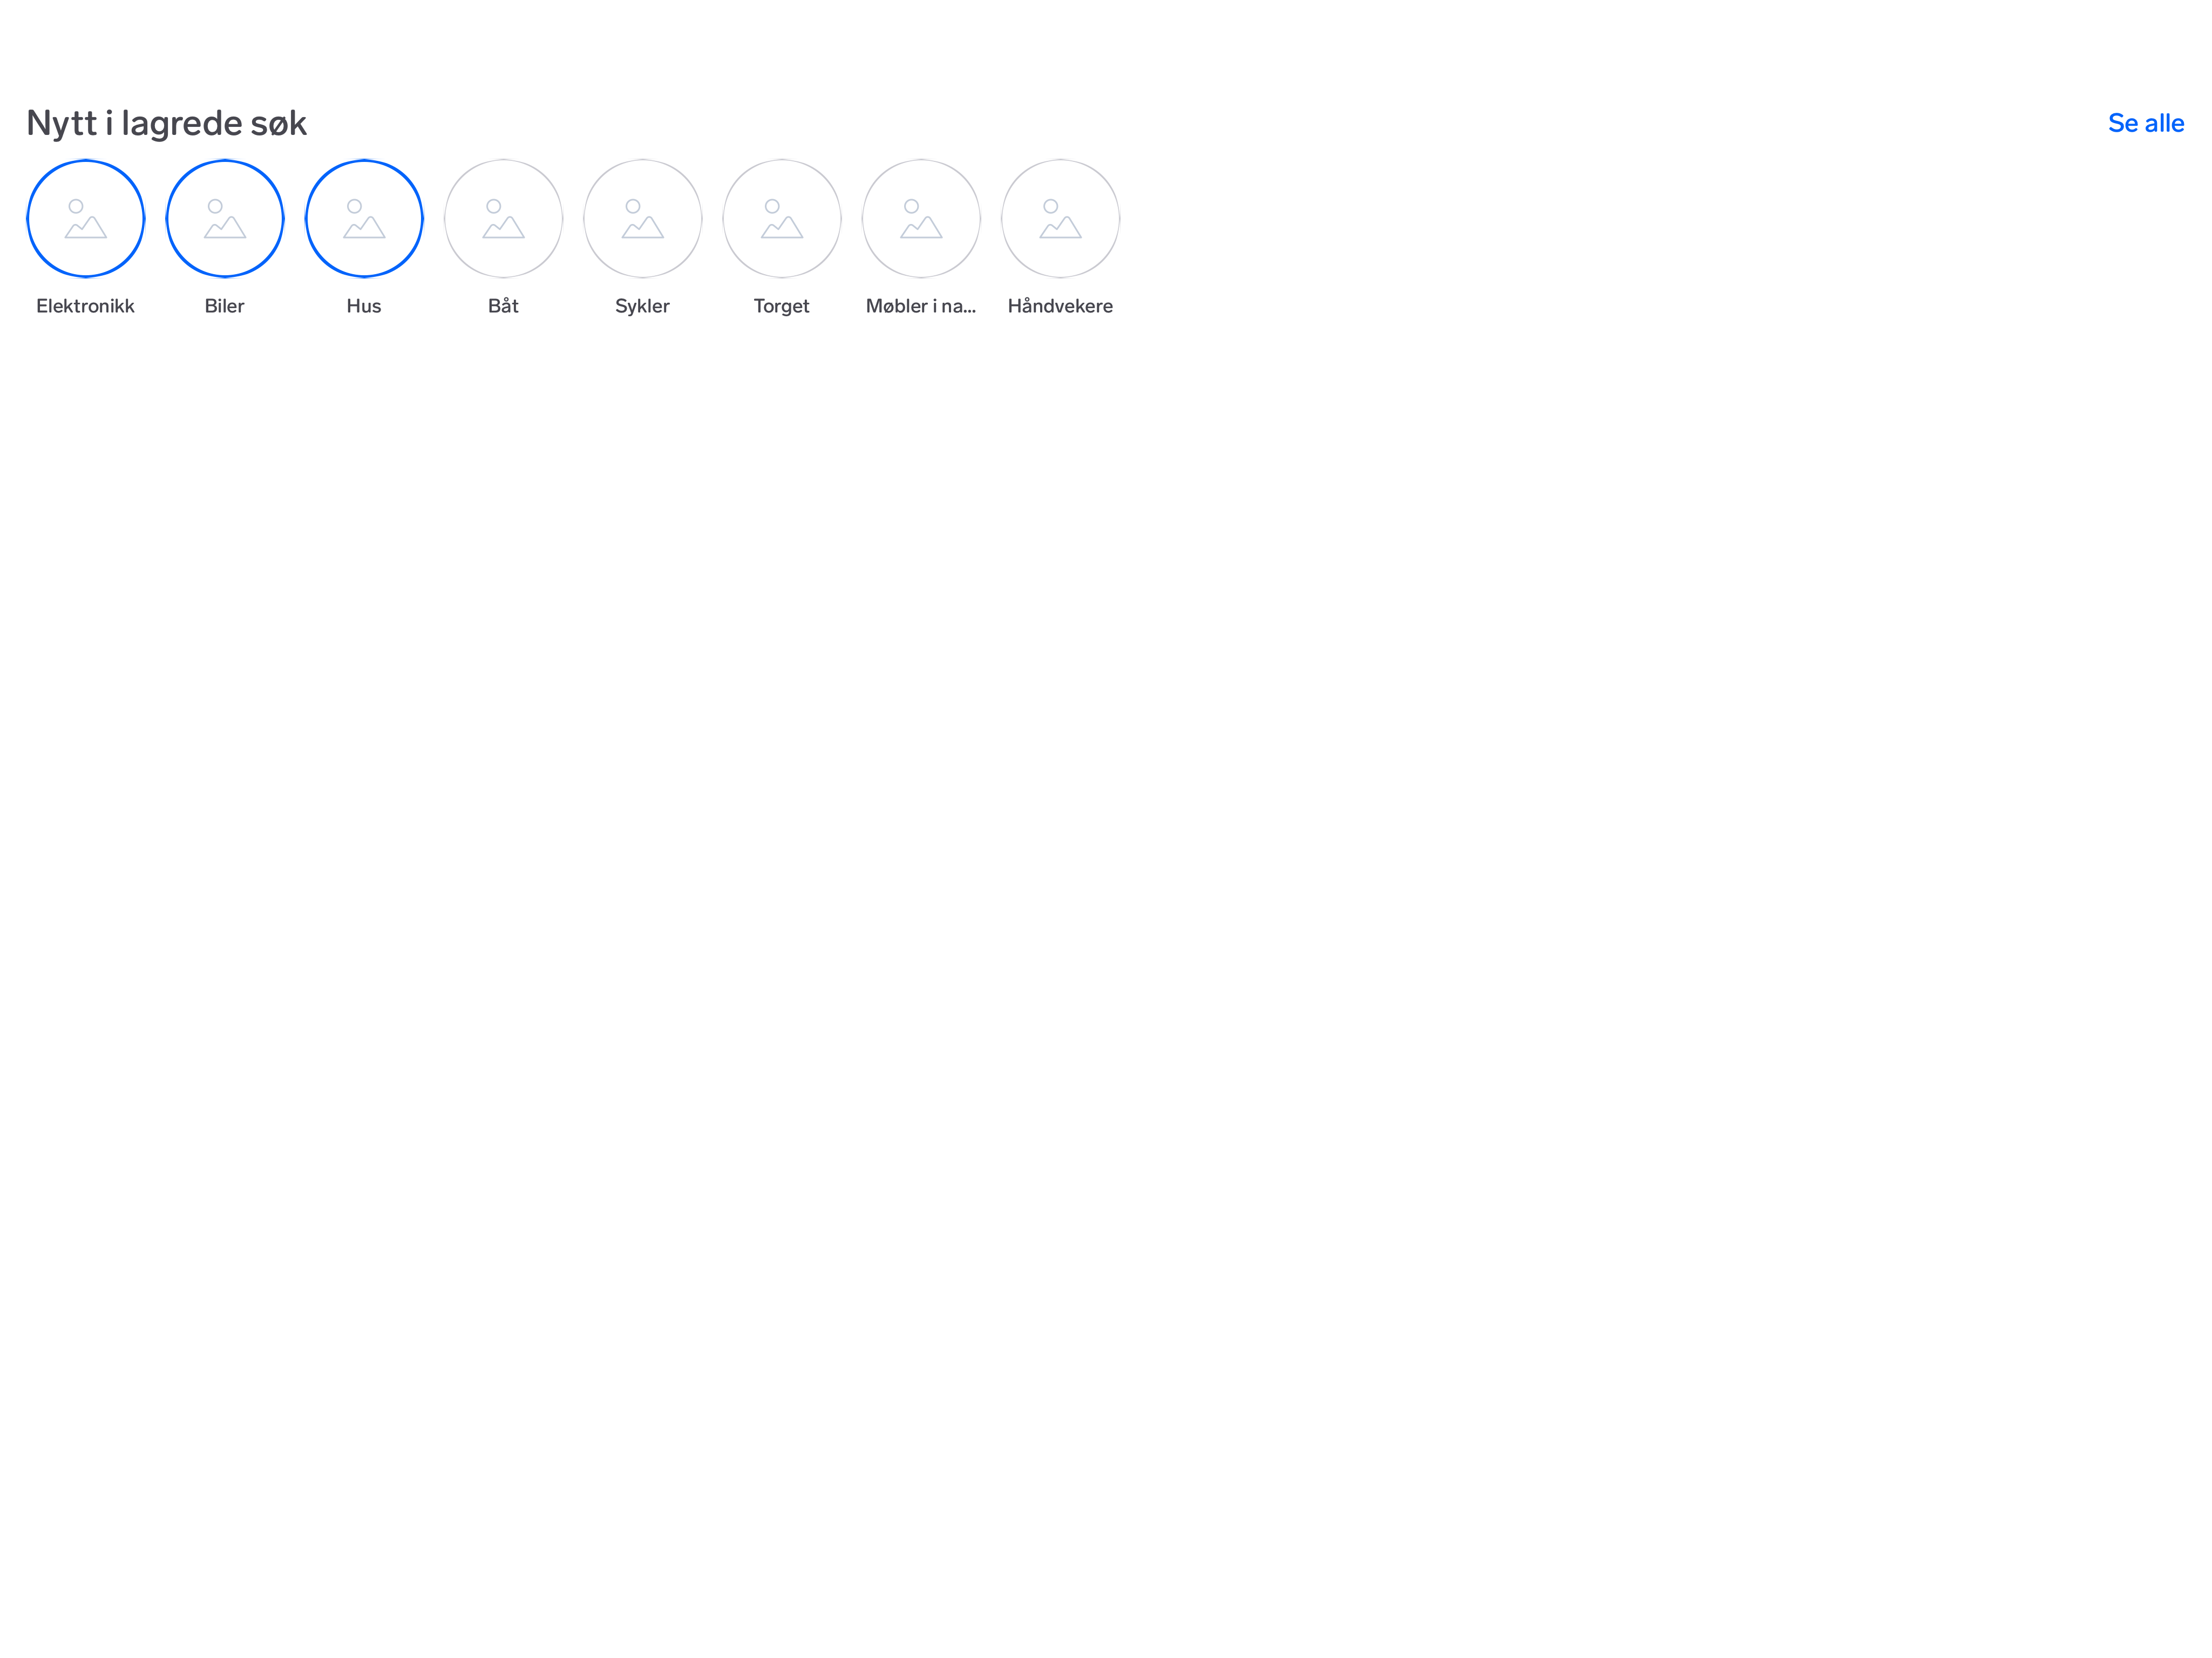 Nytt i lagrede søk
Se alle
Elektronikk
Biler
Hus
Båt
Sykler
Torget
Møbler i na...
Håndvekere